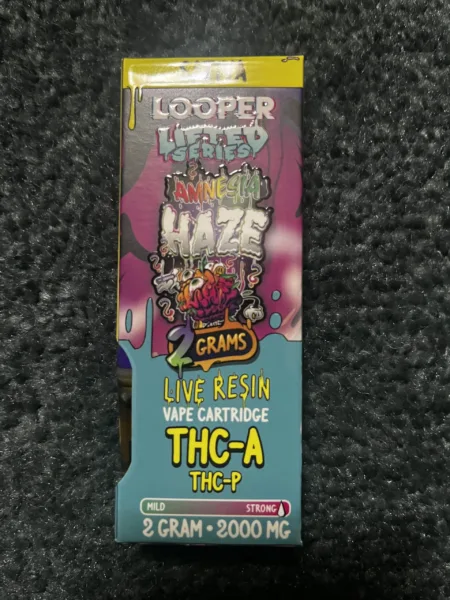 LOOPER
LIFTED
SERIES
AMNESIA
HAZE
2 GRAMS
LIVE RESIN
VAPE CARTRIDGE
THC-A
THC-P
MILD STRONG
2 GRAM • 2000 MG